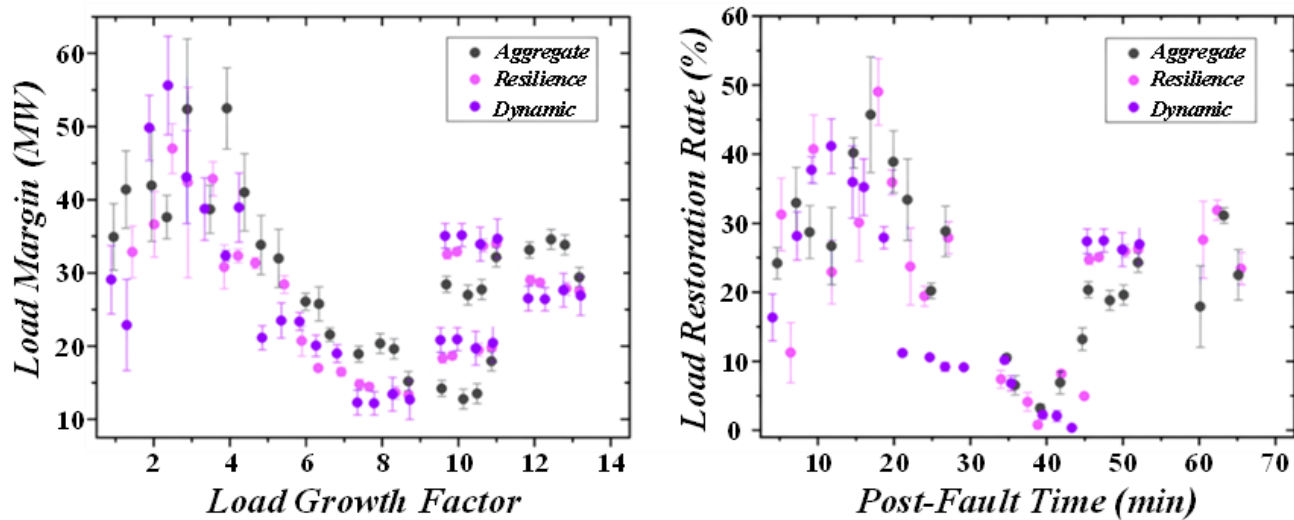 Load Margin (MW)
60
50
40
30
20
10
2
4
6
8
10
12
14
Load Growth Factor
Aggregate
Resilience
Dynamic
Load Restoration Rate (%)
60
50
40
30
20
10
0
10
20
30
40
50
60
70
Post-Fault Time (min)
Aggregate
Resilience
Dynamic